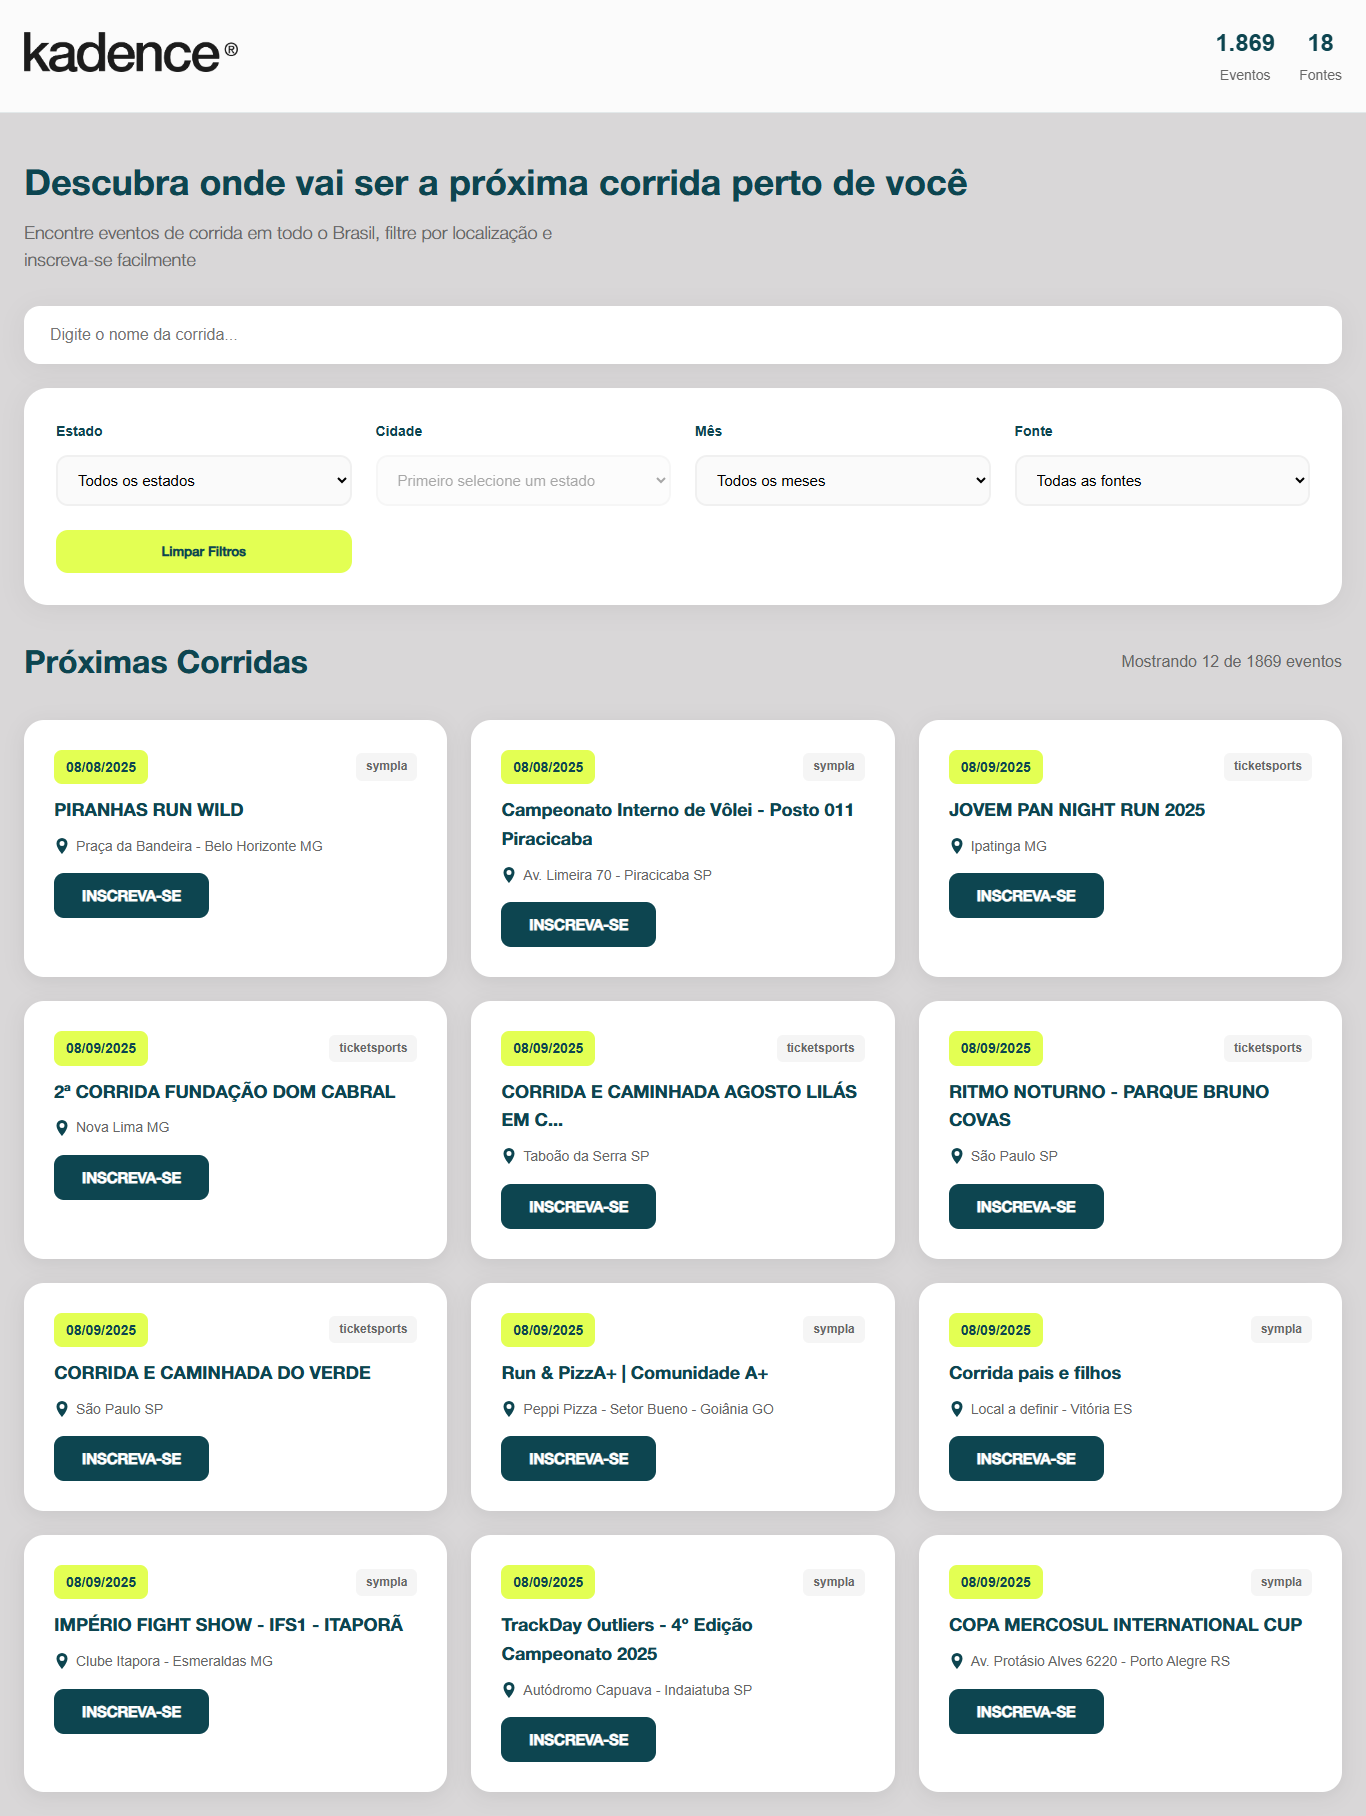 kadence®
1.869 18
Eventos Fontes
Descubra onde vai ser a próxima corrida perto de você
Encontre eventos de corrida em todo o Brasil, filtre por localização e
inscreva-se facilmente
Digite o nome da corrida...
Estado Cidade Mês Fonte
Todos os estados Primeiro selecione um estado Todos os meses Todas as fontes
Limpar Filtros
Próximas Corridas Mostrando 12 de 1869 eventos
08/08/2025 sympla
PIRANHAS RUN WILD
Praça da Bandeira - Belo Horizonte MG
INSCREVA-SE
08/08/2025 sympla
Campeonato Interno de Vôlei - Posto 011
Piracicaba
Av. Limeira 70 - Piracicaba SP
INSCREVA-SE
08/09/2025 ticketsports
JOVEM PAN NIGHT RUN 2025
Ipatinga MG
INSCREVA-SE
08/09/2025 ticketsports
2ª CORRIDA FUNDAÇÃO DOM CABRAL
Nova Lima MG
INSCREVA-SE
08/09/2025 ticketsports
CORRIDA E CAMINHADA AGOSTO LILÁS
EM C...
Taboão da Serra SP
INSCREVA-SE
08/09/2025 ticketsports
RITMO NOTURNO - PARQUE BRUNO
COVAS
São Paulo SP
INSCREVA-SE
08/09/2025 ticketsports
CORRIDA E CAMINHADA DO VERDE
São Paulo SP
INSCREVA-SE
08/09/2025 sympla
Run & PizzA+ | Comunidade A+
Peppi Pizza - Setor Bueno - Goiânia GO
INSCREVA-SE
08/09/2025 sympla
Corrida pais e filhos
Local a definir - Vitória ES
INSCREVA-SE
08/09/2025 sympla
IMPÉRIO FIGHT SHOW - IFS1 - ITAPORÃ
Clube Itapora - Esmeraldas MG
INSCREVA-SE
08/09/2025 sympla
TrackDay Outliers - 4º Edição
Campeonato 2025
Autódromo Capuava - Indaiatuba SP
INSCREVA-SE
08/09/2025 sympla
COPA MERCOSUL INTERNATIONAL CUP
Av. Protásio Alves 6220 - Porto Alegre RS
INSCREVA-SE